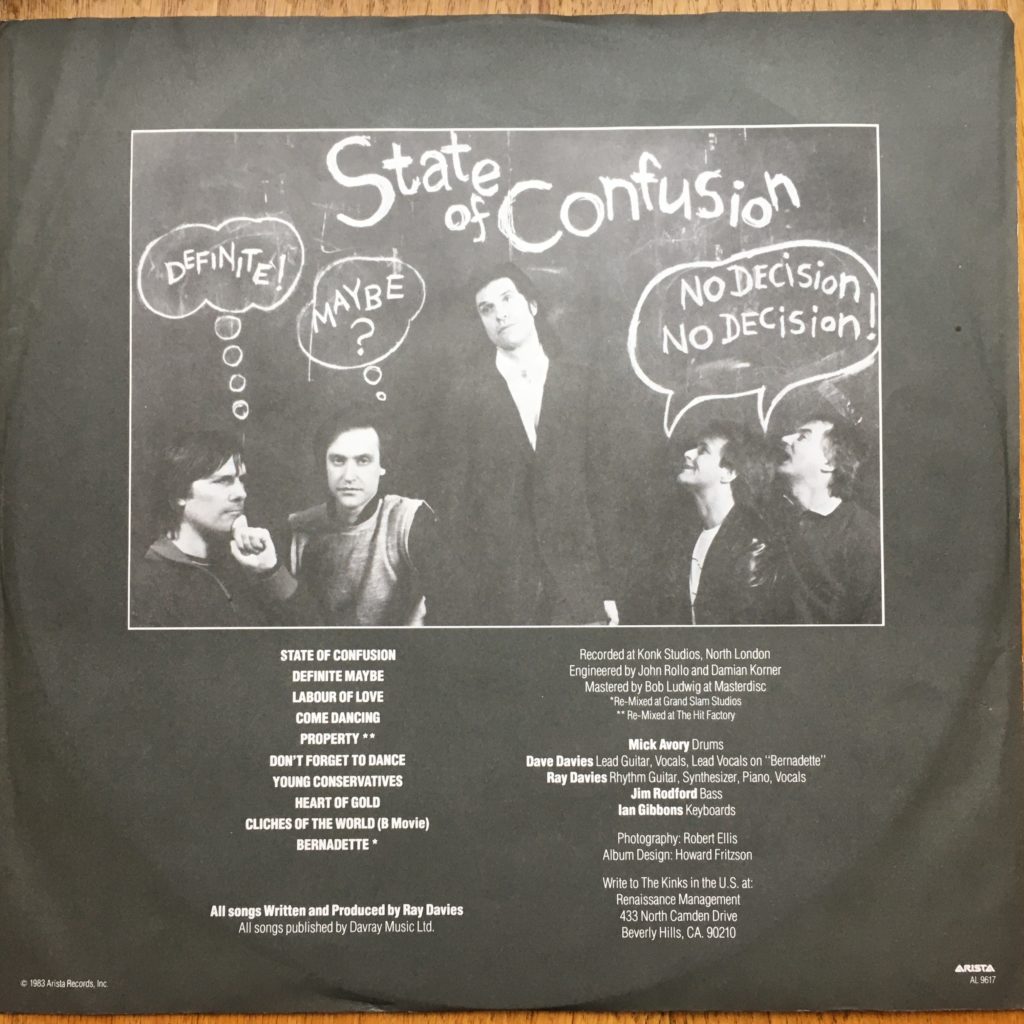 State
of Confusion
DEFINITE!
MAYBE
?
NO DECISION
NO DECISION!
STATE OF CONFUSION
DEFINITE MAYBE
LABOUR OF LOVE
COME DANCING
PROPERTY **
DON'T FORGET TO DANCE
YOUNG CONSERVATIVES
HEART OF GOLD
CLICHES OF THE WORLD (B Movie)
BERNADETTE *
All songs Written and Produced by Ray Davies
All songs published by Davray Music Ltd.
Recorded at Konk Studios, North London
Engineered by John Rollo and Damian Korner
Mastered by Bob Ludwig at Masterdisc
*Re-Mixed at Grand Slam Studios
** Re-Mixed at The Hit Factory
Mick Avory Drums
Dave Davies Lead Guitar, Vocals, Lead Vocals on "Bernadette"
Ray Davies Rhythm Guitar, Synthesizer, Piano, Vocals
Jim Rodford Bass
Ian Gibbons Keyboards
Photography: Robert Ellis
Album Design: Howard Fritzson
Write to The Kinks in the U.S. at:
Renaissance Management
433 North Camden Drive
Beverly Hills, CA. 90210
© 1983 Arista Records, Inc.
ARISTA
AL 9617